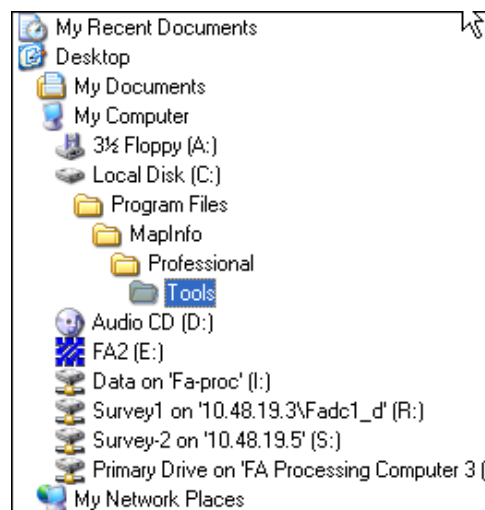 My Recent Documents
Desktop
My Documents
My Computer
3½ Floppy (A:)
Local Disk (C:)
Program Files
MapInfo
Professional
Tools
Audio CD (D:)
FA2 (E:)
Data on 'Fa-proc' (I:)
Survey1 on '10.48.19.3\Fadc1_d' (R:)
Survey-2 on '10.48.19.5' (S:)
Primary Drive on 'FA Processing Computer 3 (
My Network Places